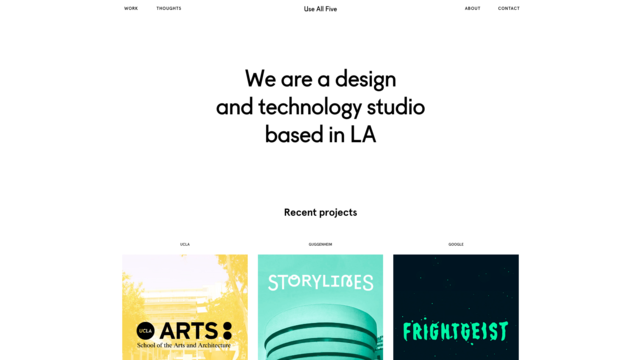 WORK THOUGHTS Use All Five ABOUT CONTACT
We are a design
and technology studio
based in LA
Recent projects
UCLA GUGGENHEIM GOOGLE
STORYLINES
UCLA ARTS
School of the Arts and Architecture
FRIGHTGEIST